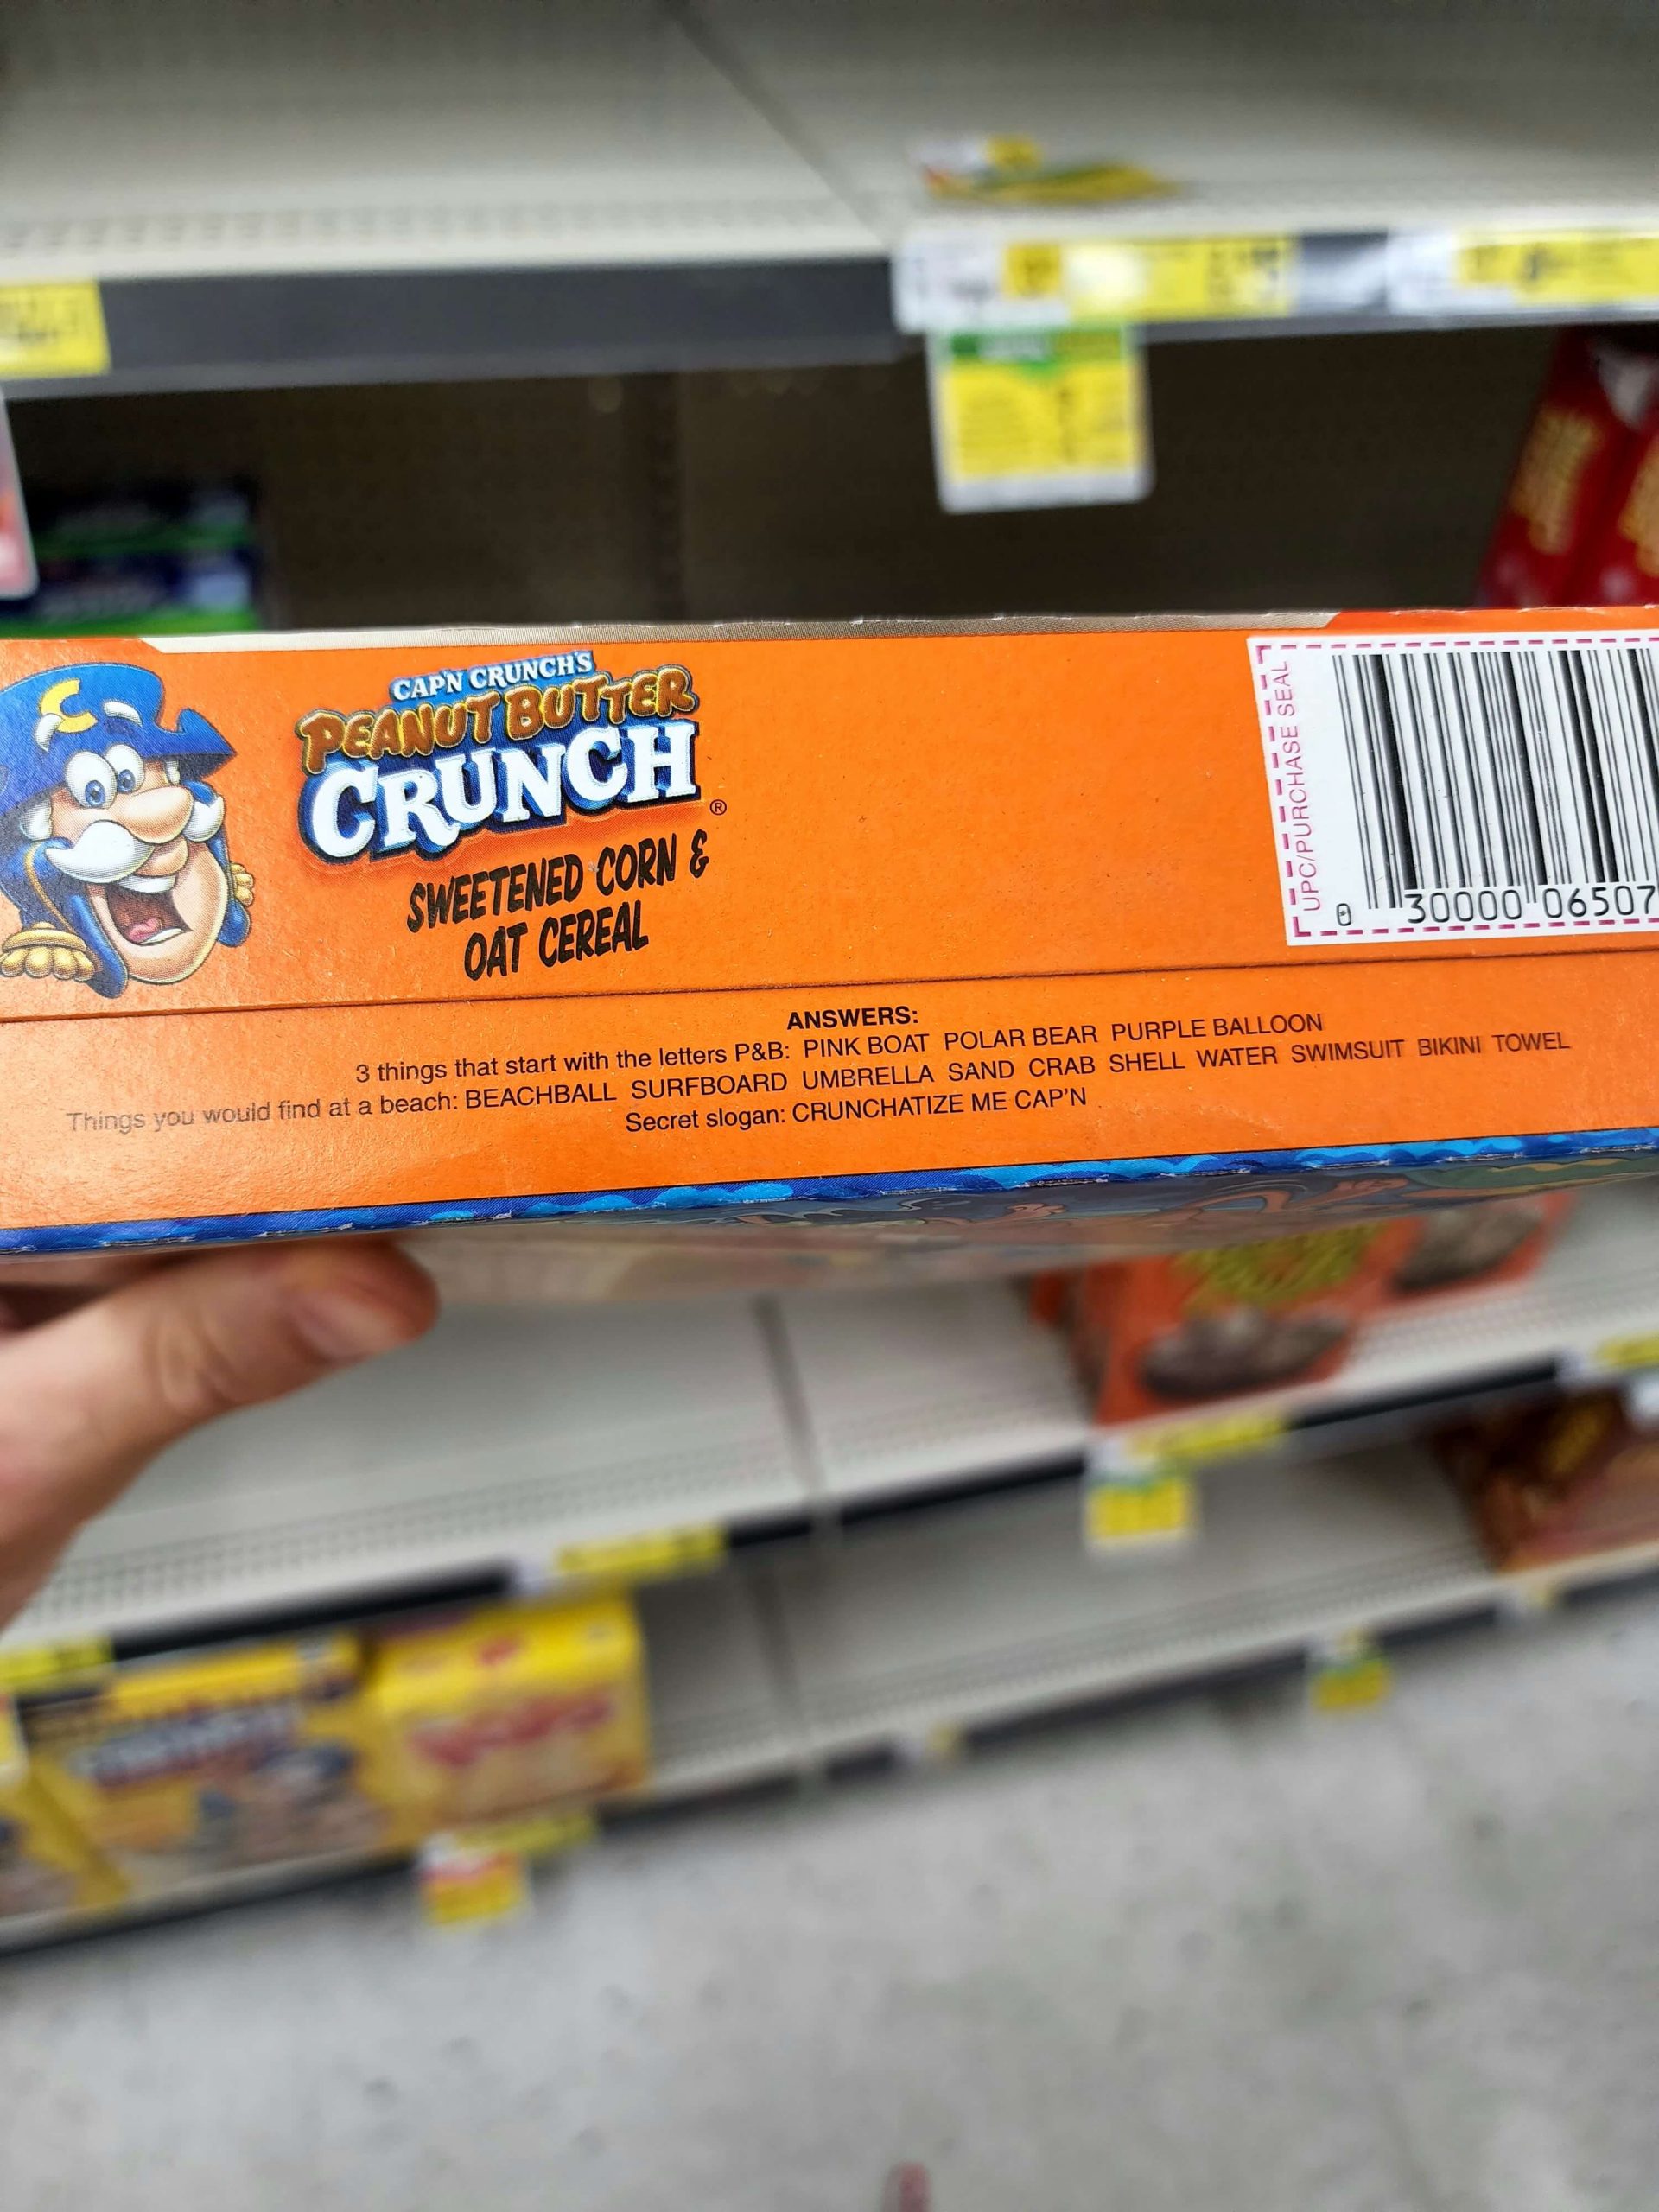 CAP'N CRUNCH'S
PEANUT BUTTER
CRUNCH®
SWEETENED CORN &
OAT CEREAL
UPC/PURCHASE SEAL
0 30000 06507
ANSWERS:
3 things that start with the letters P&B: PINK BOAT POLAR BEAR PURPLE BALLOON
Things you would find at a beach: BEACHBALL SURFBOARD UMBRELLA SAND CRAB SHELL WATER SWIMSUIT BIKINI TOWEL
Secret slogan: CRUNCHATIZE ME CAP'N